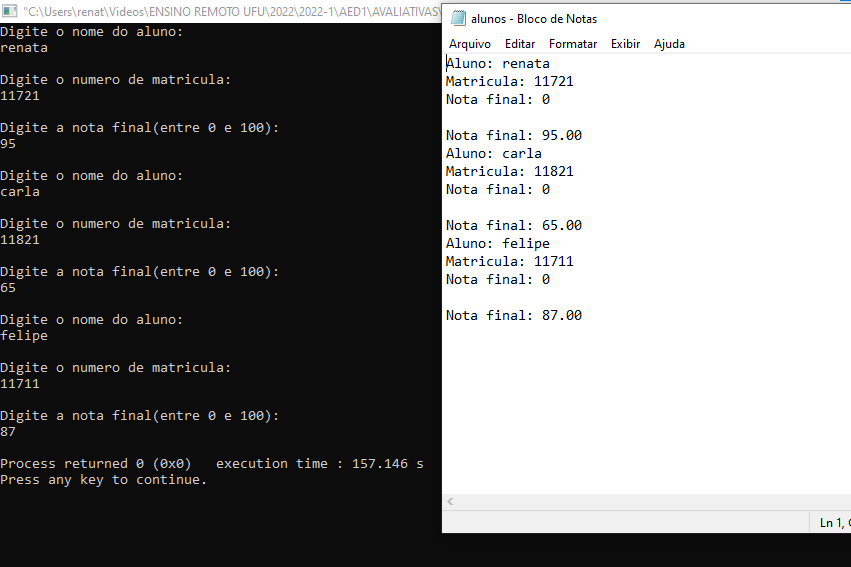 "C:\Users\renat\Videos\ENSINO REMOTO UFU\2022\2022-1\AED1\AVALIATIVAS\
Digite o nome do aluno:
renata
Digite o numero de matricula:
11721
Digite a nota final(entre 0 e 100):
95
Digite o nome do aluno:
carla
Digite o numero de matricula:
11821
Digite a nota final(entre 0 e 100):
65
Digite o nome do aluno:
felipe
Digite o numero de matricula:
11711
Digite a nota final(entre 0 e 100):
87
Process returned 0 (0x0)   execution time : 157.146 s
Press any key to continue.
alunos - Bloco de Notas
Arquivo Editar Formatar Exibir Ajuda
Aluno: renata
Matricula: 11721
Nota final: 0
Nota final: 95.00
Aluno: carla
Matricula: 11821
Nota final: 0
Nota final: 65.00
Aluno: felipe
Matricula: 11711
Nota final: 0
Nota final: 87.00
Ln 1,